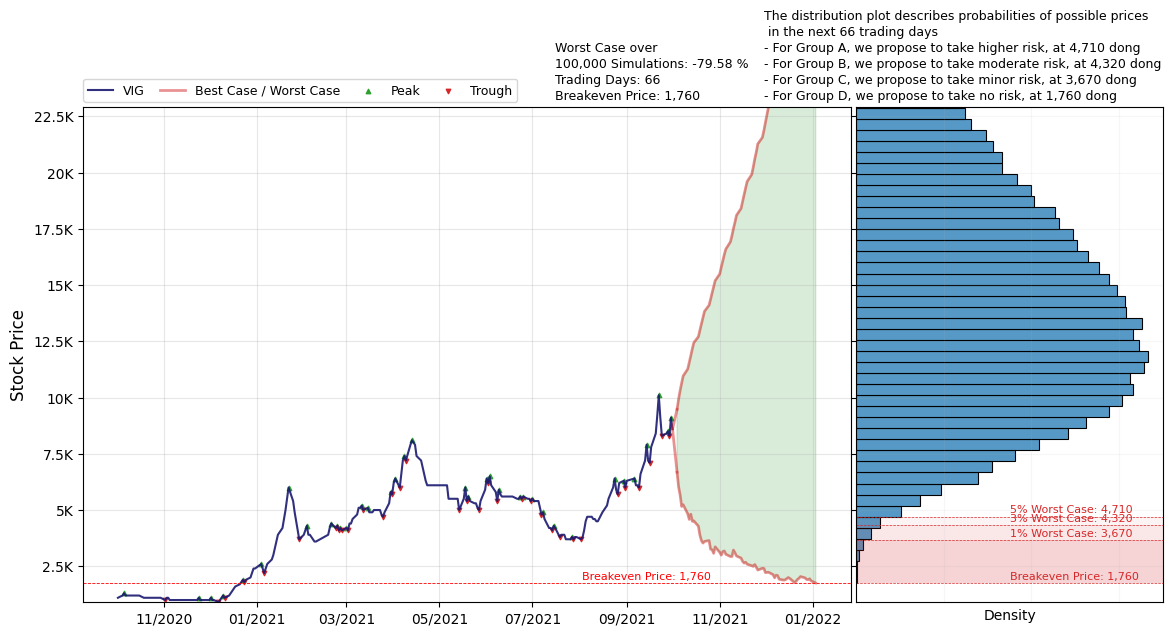 The distribution plot describes probabilities of possible prices
in the next 66 trading days
- For Group A, we propose to take higher risk, at 4,710 dong
- For Group B, we propose to take moderate risk, at 4,320 dong
- For Group C, we propose to take minor risk, at 3,670 dong
- For Group D, we propose to take no risk, at 1,760 dong
Worst Case over
100,000 Simulations: -79.58 %
Trading Days: 66
Breakeven Price: 1,760
VIG Best Case / Worst Case Peak Trough
Stock Price
22.5K
20K
17.5K
15K
12.5K
10K
7.5K
5K
2.5K
Breakeven Price: 1,760
11/2020 01/2021 03/2021 05/2021 07/2021 09/2021 11/2021 01/2022
5% Worst Case: 4,710
3% Worst Case: 4,320
1% Worst Case: 3,670
Breakeven Price: 1,760
Density